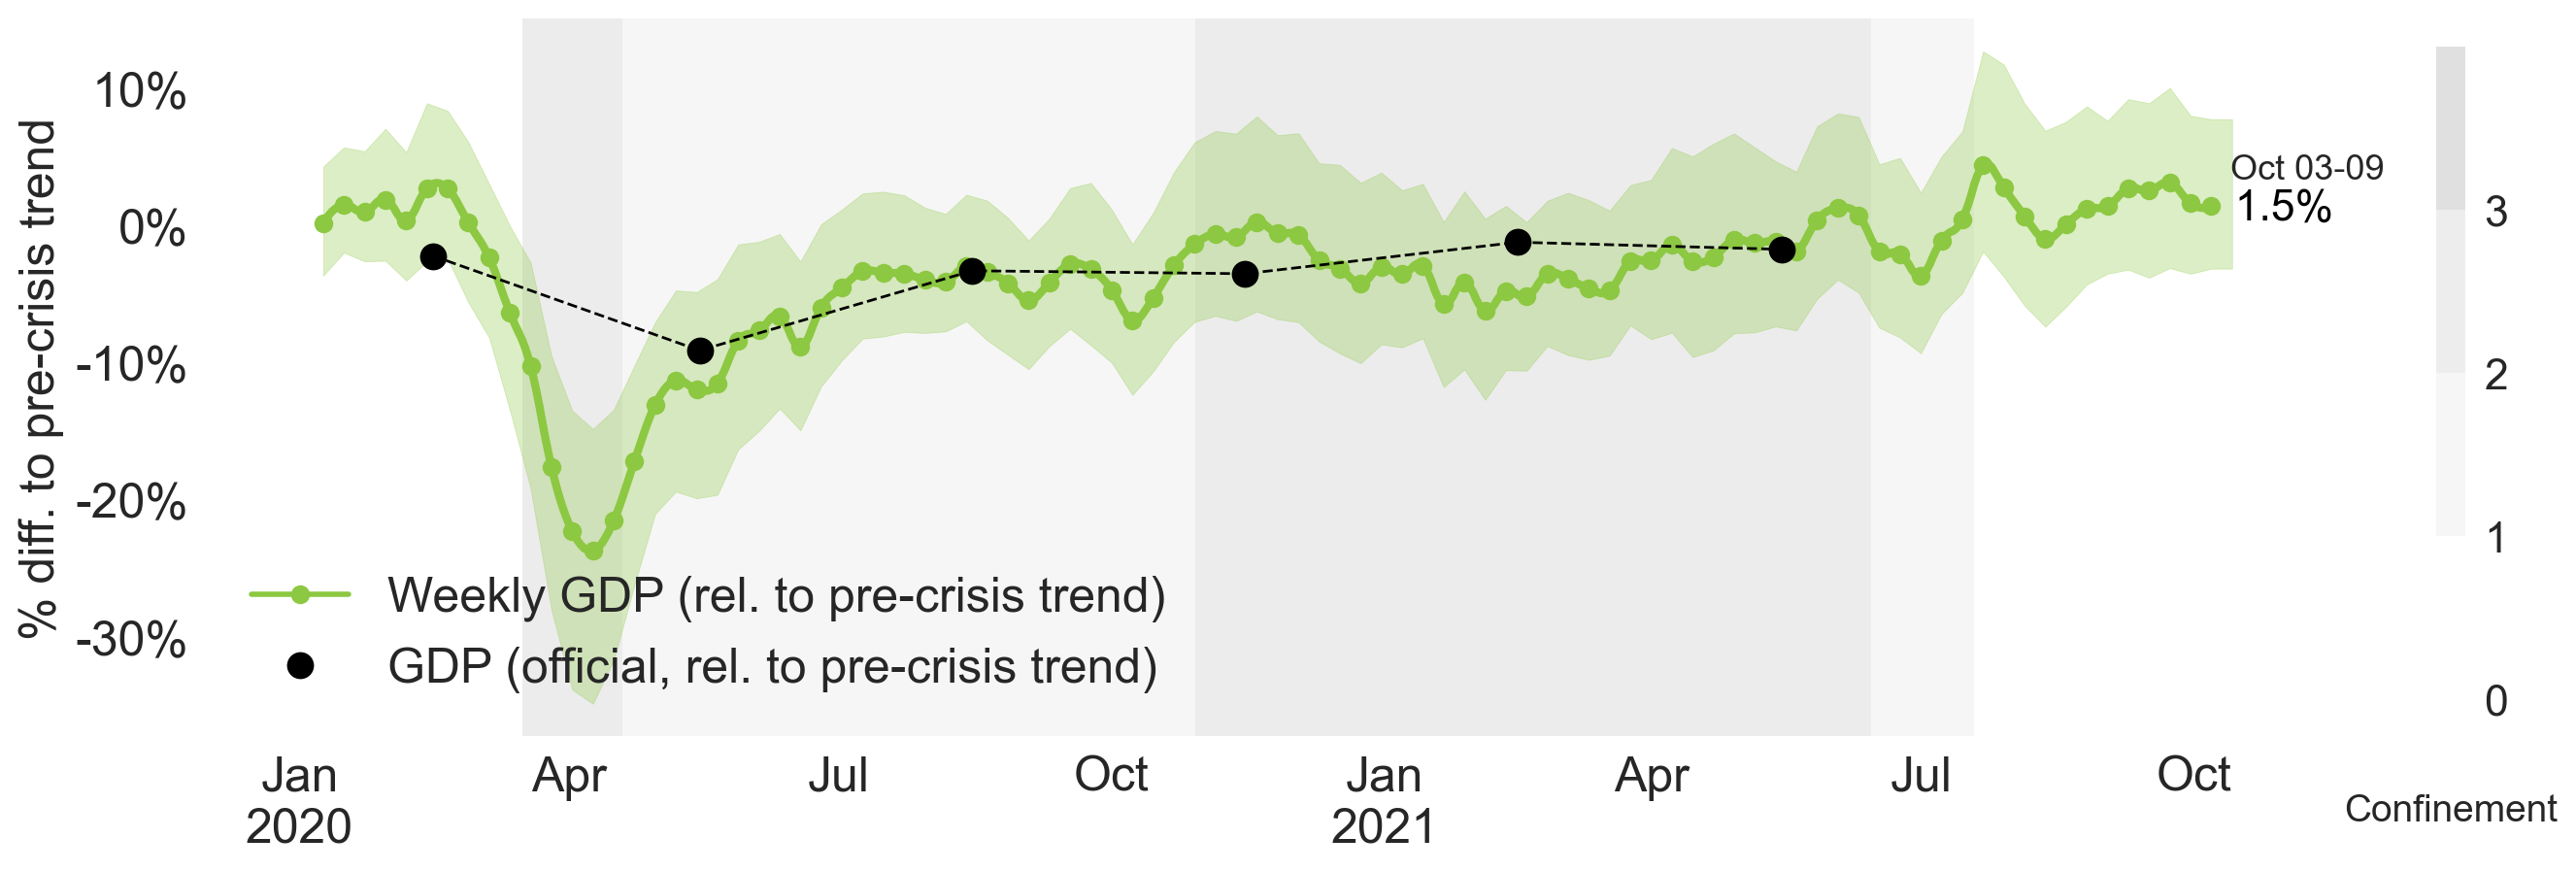 % diff. to pre-crisis trend
10%
0%
-10%
-20%
-30%
Weekly GDP (rel. to pre-crisis trend)
GDP (official, rel. to pre-crisis trend)
Oct 03-09
1.5%
3
2
1
0
Confinement
Jan Apr Jul Oct Jan Apr Jul Oct
2020 2021